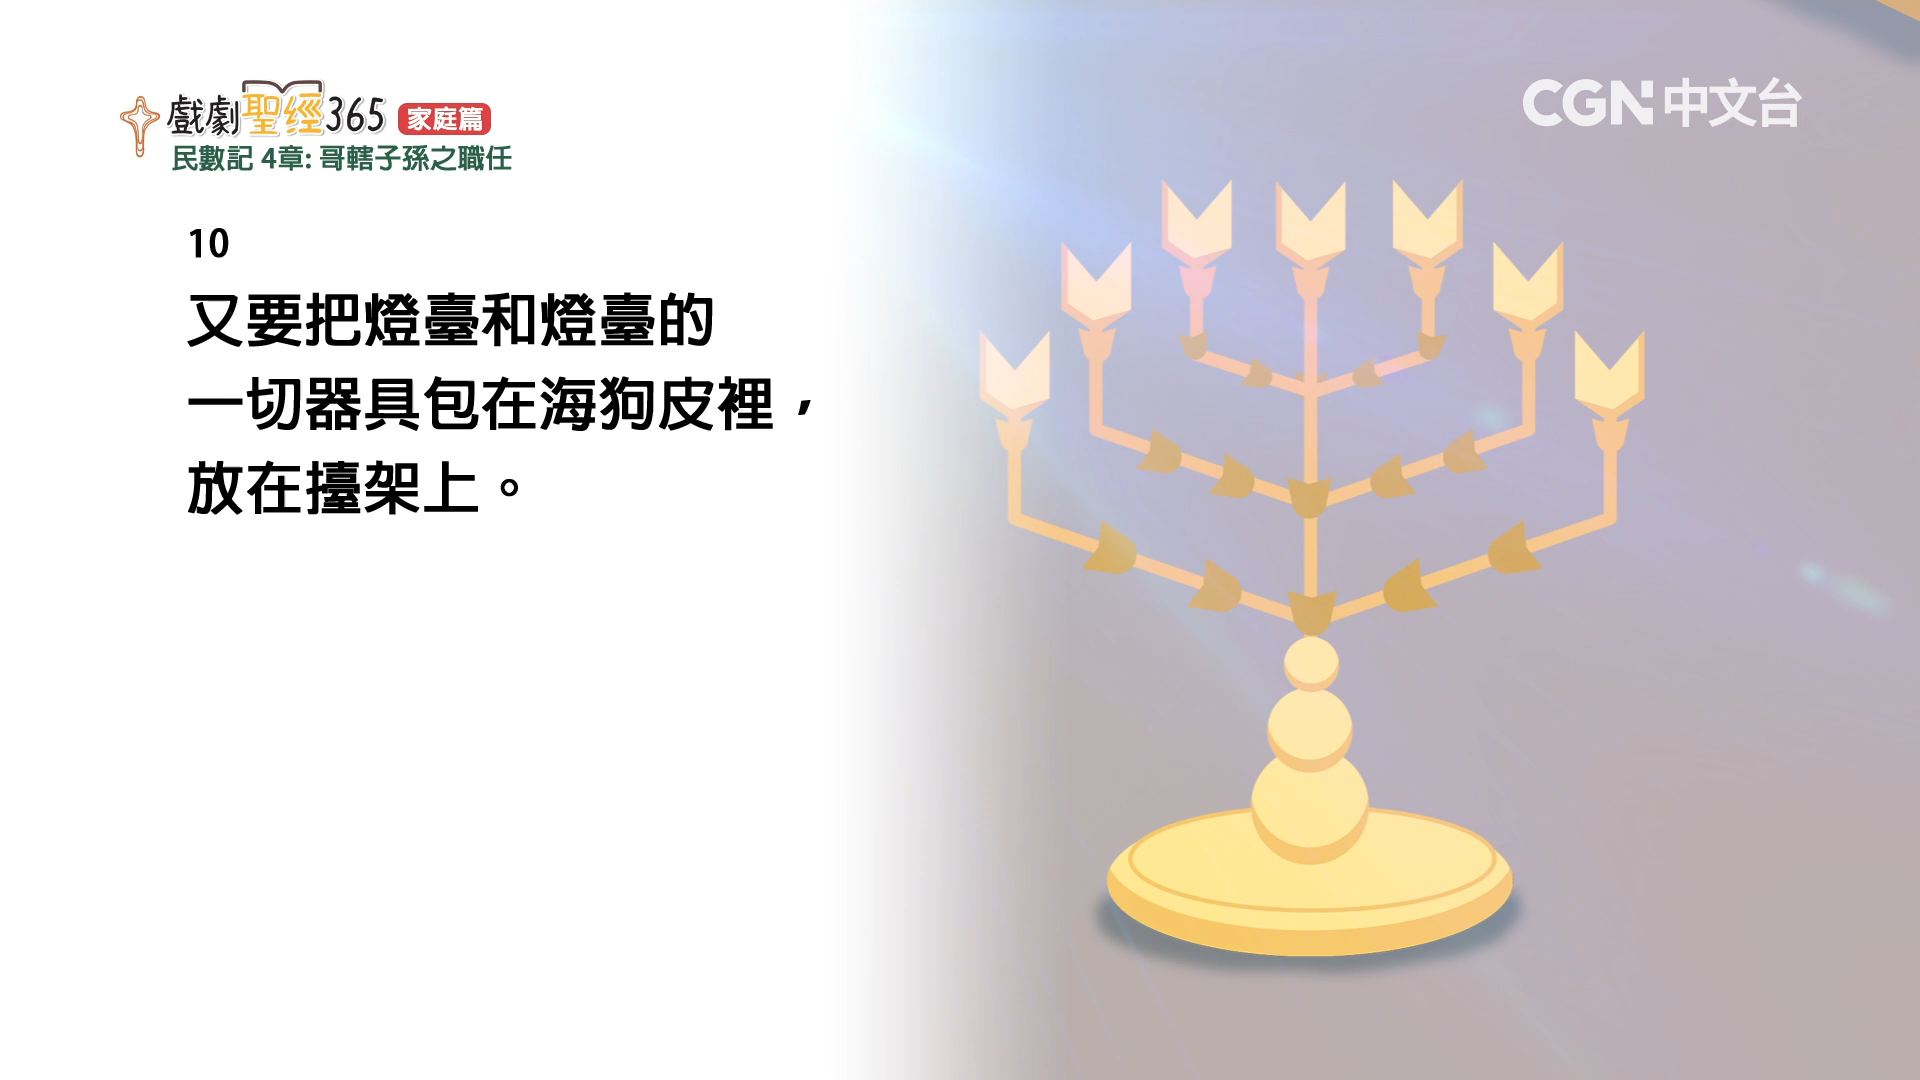 戲劇聖經365 家庭篇
民數記 4章: 哥轄子孫之職任
CGN中文台
10
又要把燈臺和燈臺的
一切器具包在海狗皮裡，
放在擡架上。